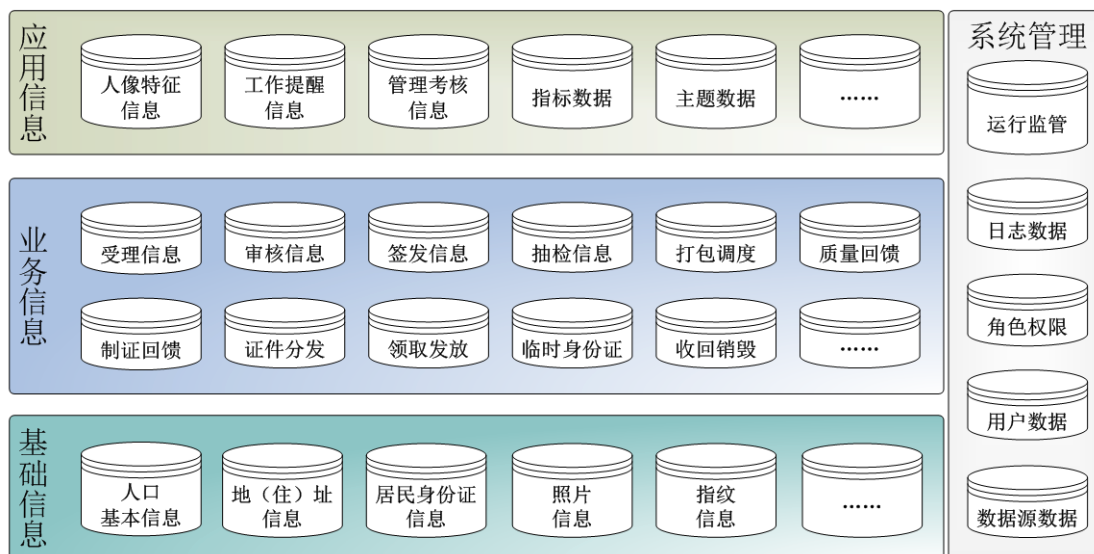 应用信息
人像特征
信息
工作提醒
信息
管理考核
信息
指标数据
主题数据
……
业务信息
受理信息
审核信息
签发信息
抽检信息
打包调度
质量回馈
制证回馈
证件分发
领取发放
临时身份证
收回销毁
……
基础信息
人口
基本信息
地（住）址
信息
居民身份证
信息
照片
信息
指纹
信息
……
系统管理
运行监管
日志数据
角色权限
用户数据
数据源数据